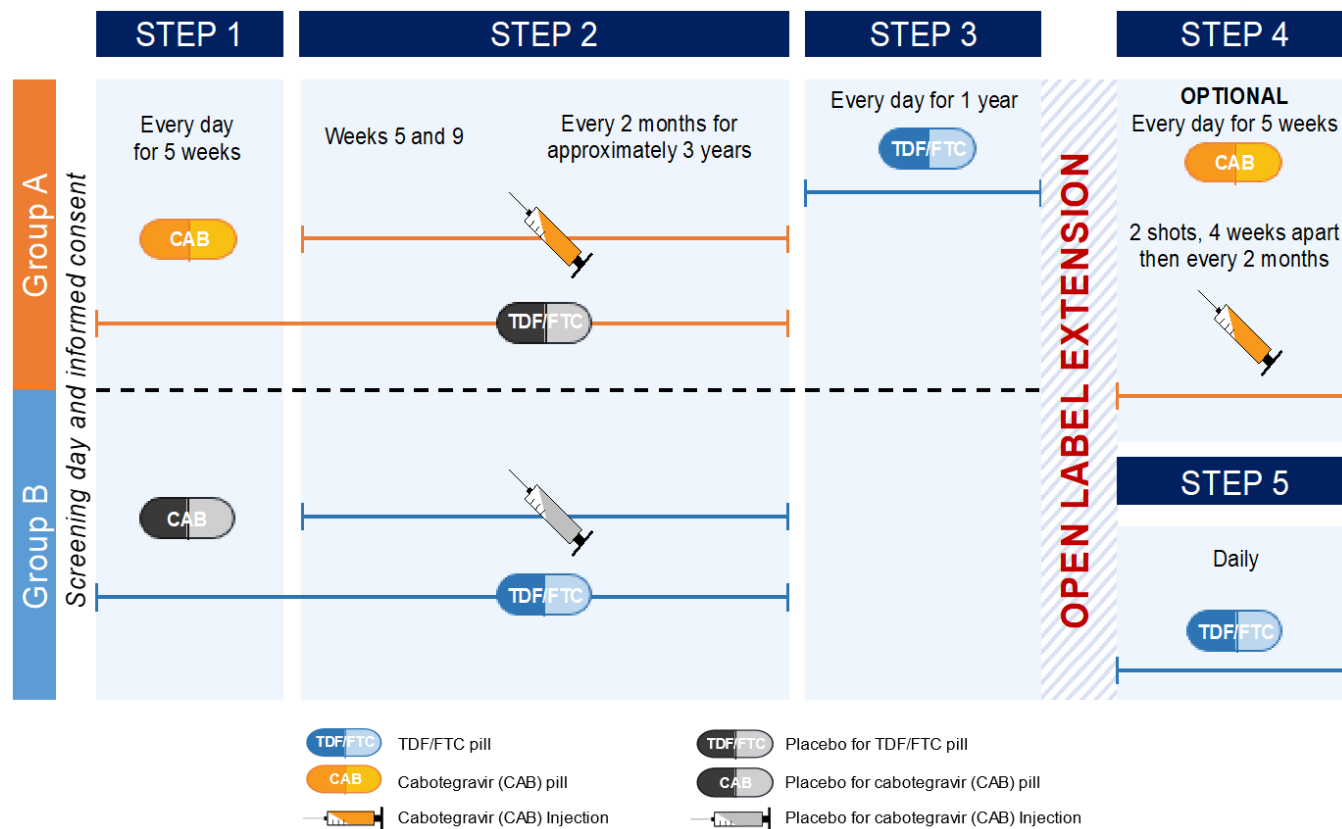 STEP 1
STEP 2
STEP 3
STEP 4
Group A
Group B
Screening day and informed consent
Every day
for 5 weeks
CAB
Weeks 5 and 9
Every 2 months for
approximately 3 years
TDF/FTC
Every day for 1 year
TDF/FTC
CAB
TDF/FTC
OPEN LABEL EXTENSION
OPTIONAL
Every day for 5 weeks
CAB
2 shots, 4 weeks apart
then every 2 months
STEP 5
Daily
TDF/FTC
TDF/FTC TDF/FTC pill
CAB Cabotegravir (CAB) pill
Cabotegravir (CAB) Injection
TDF/FTC Placebo for TDF/FTC pill
CAB Placebo for cabotegravir (CAB) pill
Placebo for cabotegravir (CAB) Injection